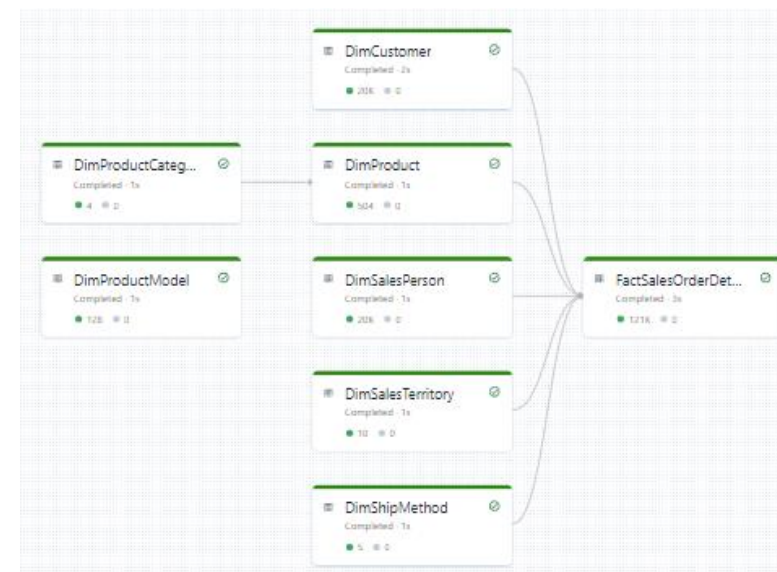 DimCustomer
Completed · 2s
20K 0
DimProductCateg...
Completed · 1s
4 0
DimProduct
Completed · 1s
504 0
DimProductModel
Completed · 1s
128 0
DimSalesPerson
Completed · 1s
20K 0
FactSalesOrderDet...
Completed · 3s
121K 0
DimSalesTerritory
Completed · 1s
10 0
DimShipMethod
Completed · 1s
5 0